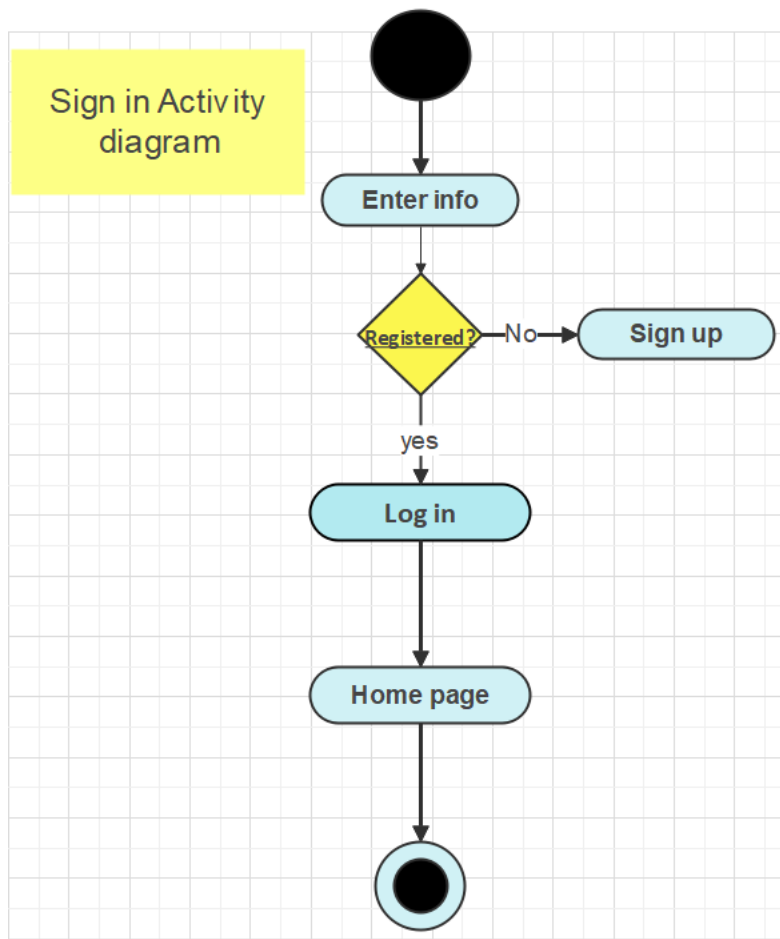 Sign in Activity
diagram
Enter info
Registered?
No
Sign up
yes
Log in
Home page